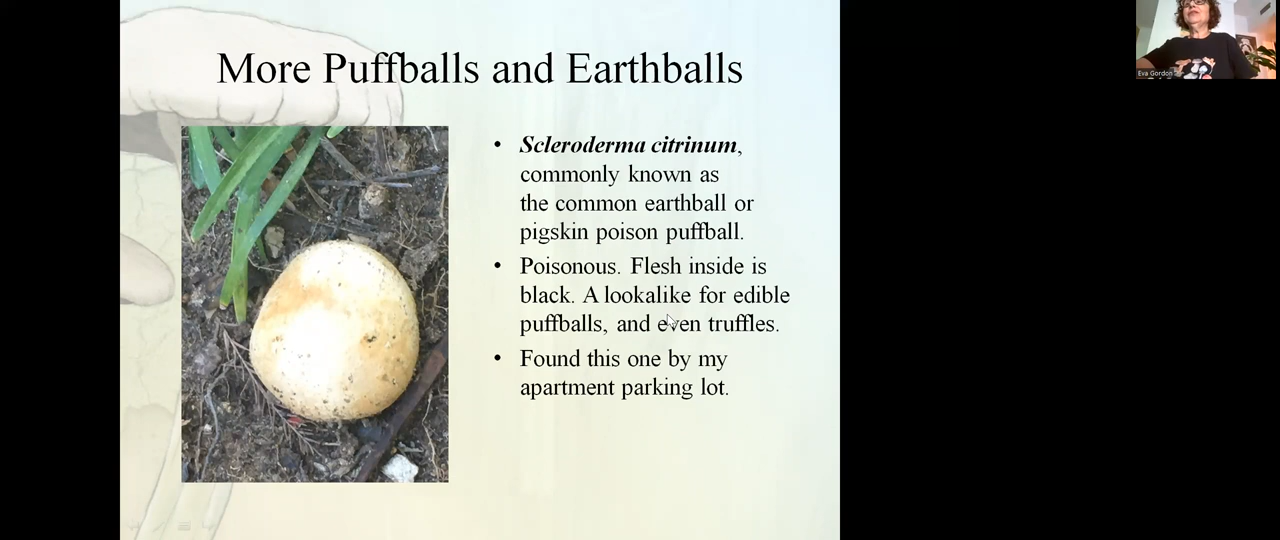 More Puffballs and Earthballs
• Scleroderma citrinum,
commonly known as
the common earthball or
pigskin poison puffball.
• Poisonous. Flesh inside is
black. A lookalike for edible
puffballs, and even truffles.
• Found this one by my
apartment parking lot.
Eva Gordon